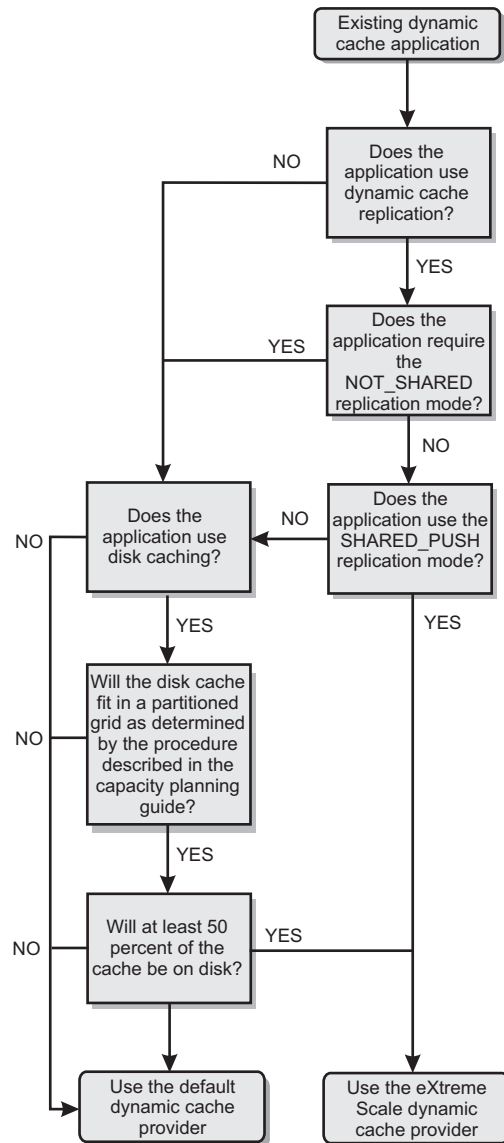 Existing dynamic
cache application
NO
Does the
application use
dynamic cache
replication?
YES
YES
Does the
application require
the
NOT_SHARED
replication mode?
NO
NO
Does the
application use
disk caching?
NO
Does the
application use the
SHARED_PUSH
replication mode?
YES
YES
NO
Will the disk cache
fit in a partitioned
grid as determined
by the procedure
described in the
capacity planning
guide?
YES
NO
Will at least 50
percent of the
cache be on disk?
YES
Use the default
dynamic cache
provider
Use the eXtreme
Scale dynamic
cache provider